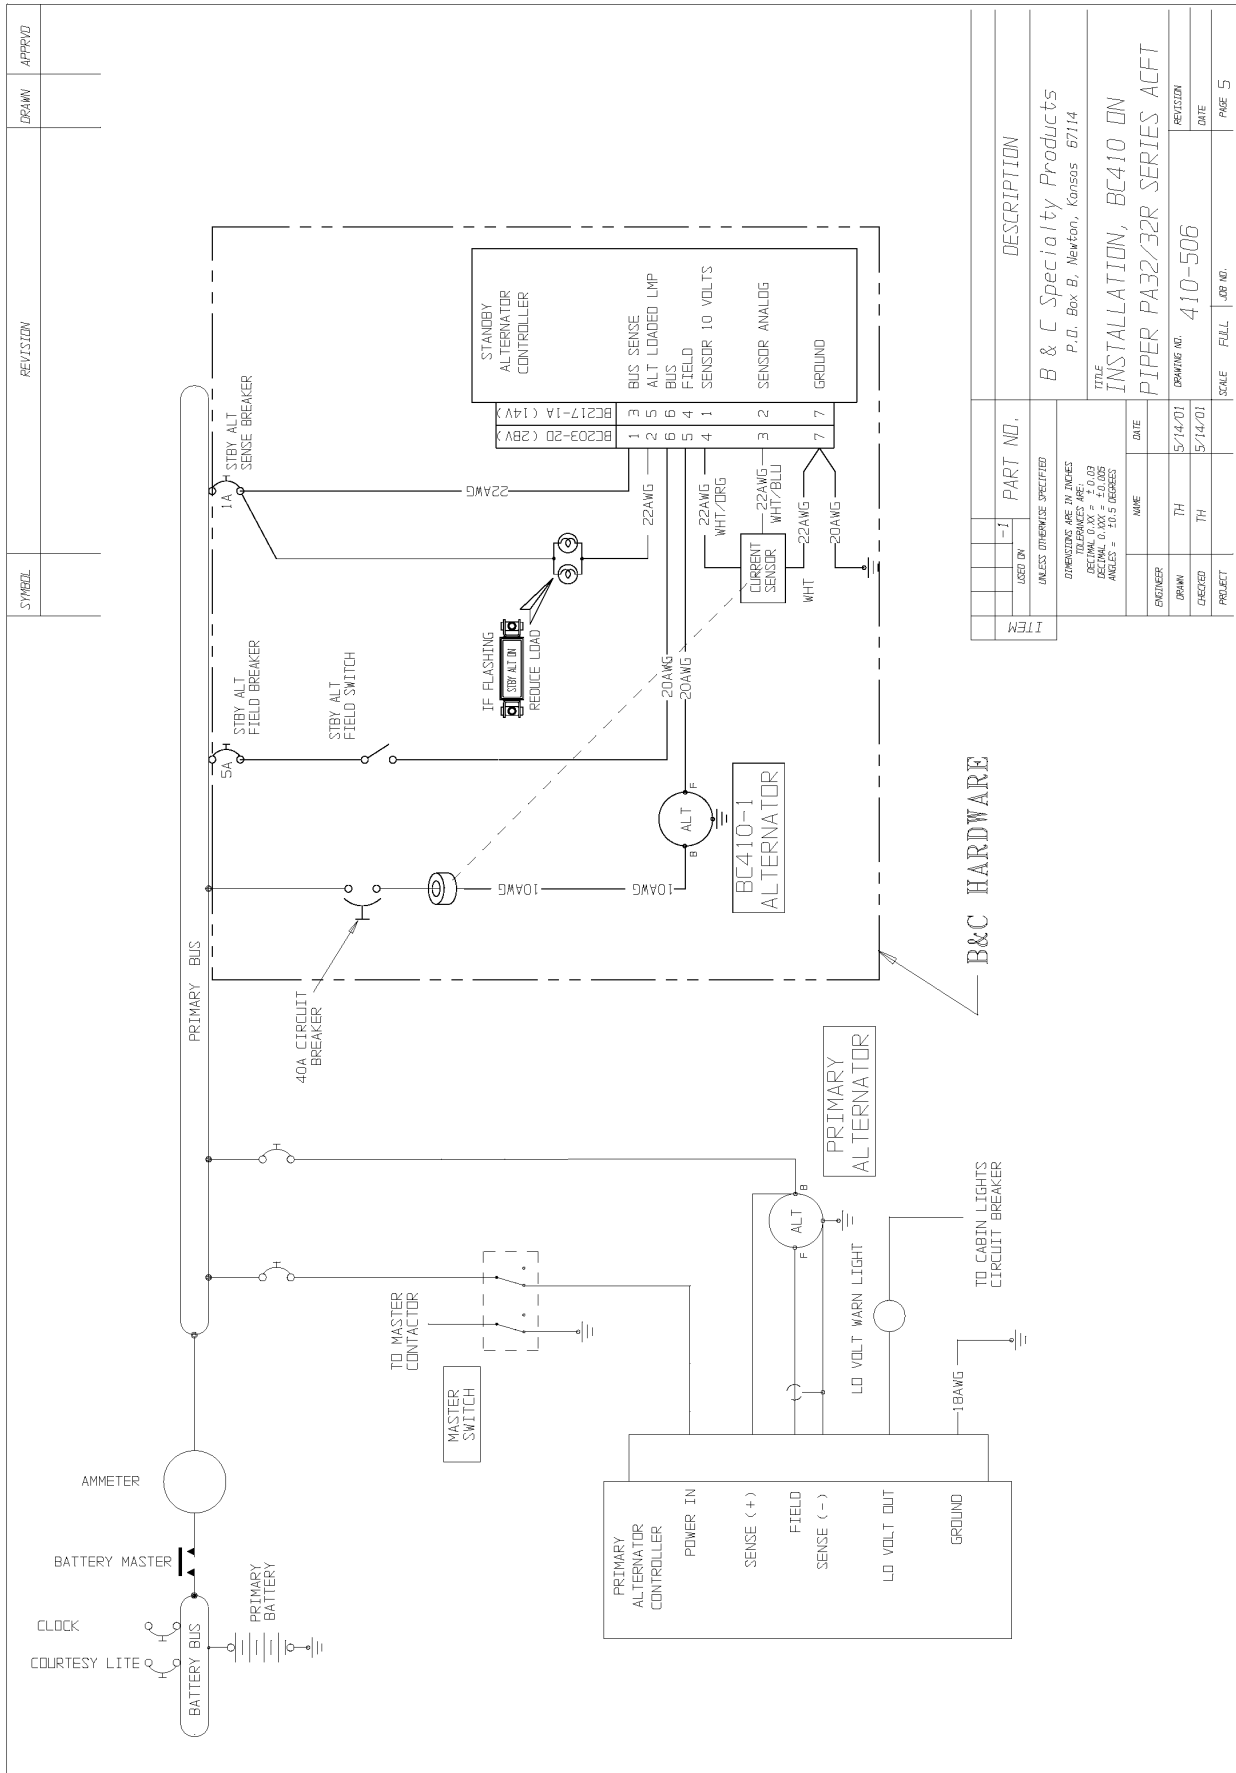 SYMBOL
REVISION
DRAWN
APPRVD
CLOCK
COURTESY LITE
BATTERY BUS
PRIMARY
BATTERY
BATTERY MASTER
AMMETER
PRIMARY BUS
TO MASTER
CONTACTOR
MASTER
SWITCH
40A CIRCUIT
BREAKER
5A
STBY ALT
FIELD BREAKER
STBY ALT
FIELD SWITCH
1A
STBY ALT
SENSE BREAKER
IF FLASHING
STBY ALT ON
REDUCE LOAD
22AWG
10AWG
10AWG
20AWG
20AWG
22AWG
22AWG
WHT/ORG
22AWG
WHT/BLU
22AWG
WHT
20AWG
CURRENT
SENSOR
B
ALT
F
BC410-1
ALTERNATOR
STANDBY
ALTERNATOR
CONTROLLER
BC217-1A (14V)
BC203-2D (28V)
1 3 BUS SENSE
2 5 ALT LOADED LMP
6 6 BUS
5 4 FIELD
4 1 SENSOR 10 VOLTS
3 2 SENSOR ANALOG
7 7 GROUND
B&C HARDWARE
PRIMARY
ALTERNATOR
F
ALT
B
LO VOLT WARN LIGHT
TO CABIN LIGHTS
CIRCUIT BREAKER
18AWG
PRIMARY
ALTERNATOR
CONTROLLER
POWER IN
SENSE (+)
FIELD
SENSE (-)
LO VOLT OUT
GROUND
ITEM
-1
USED ON
PART NO.
DESCRIPTION
UNLESS OTHERWISE SPECIFIED
DIMENSIONS ARE IN INCHES
TOLERANCES ARE:
DECIMAL 0.XX = ± 0.03
DECIMAL 0.XXX = ± 0.005
ANGLES = ±0.5 DEGREES
B & C Specialty Products
P.O. Box B, Newton, Kansas 67114
TITLE
INSTALLATION, BC410 ON
PIPER PA32/32R SERIES ACFT
NAME
DATE
ENGINEER
DRAWN
TH
5/14/01
CHECKED
TH
5/14/01
DRAWING NO.
410-506
REVISION
DATE
PROJECT
SCALE FULL
JOB NO.
PAGE 5